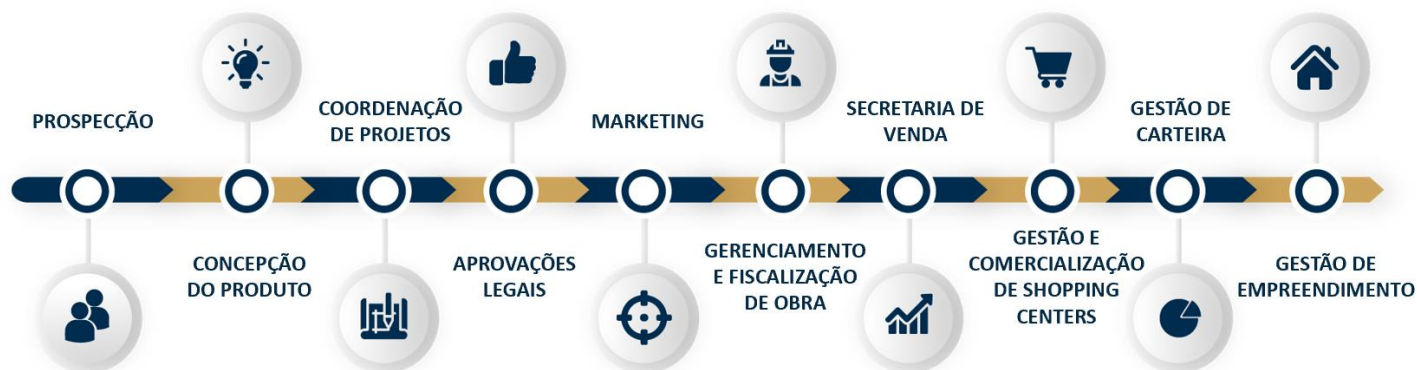 PROSPECÇÃO
CONCEPÇÃO
DO PRODUTO
COORDENAÇÃO
DE PROJETOS
APROVAÇÕES
LEGAIS
MARKETING
GERENCIAMENTO
E FISCALIZAÇÃO
DE OBRA
SECRETARIA DE
VENDA
GESTÃO E
COMERCIALIZAÇÃO
DE SHOPPING
CENTERS
GESTÃO DE
CARTEIRA
GESTÃO DE
EMPREENDIMENTO